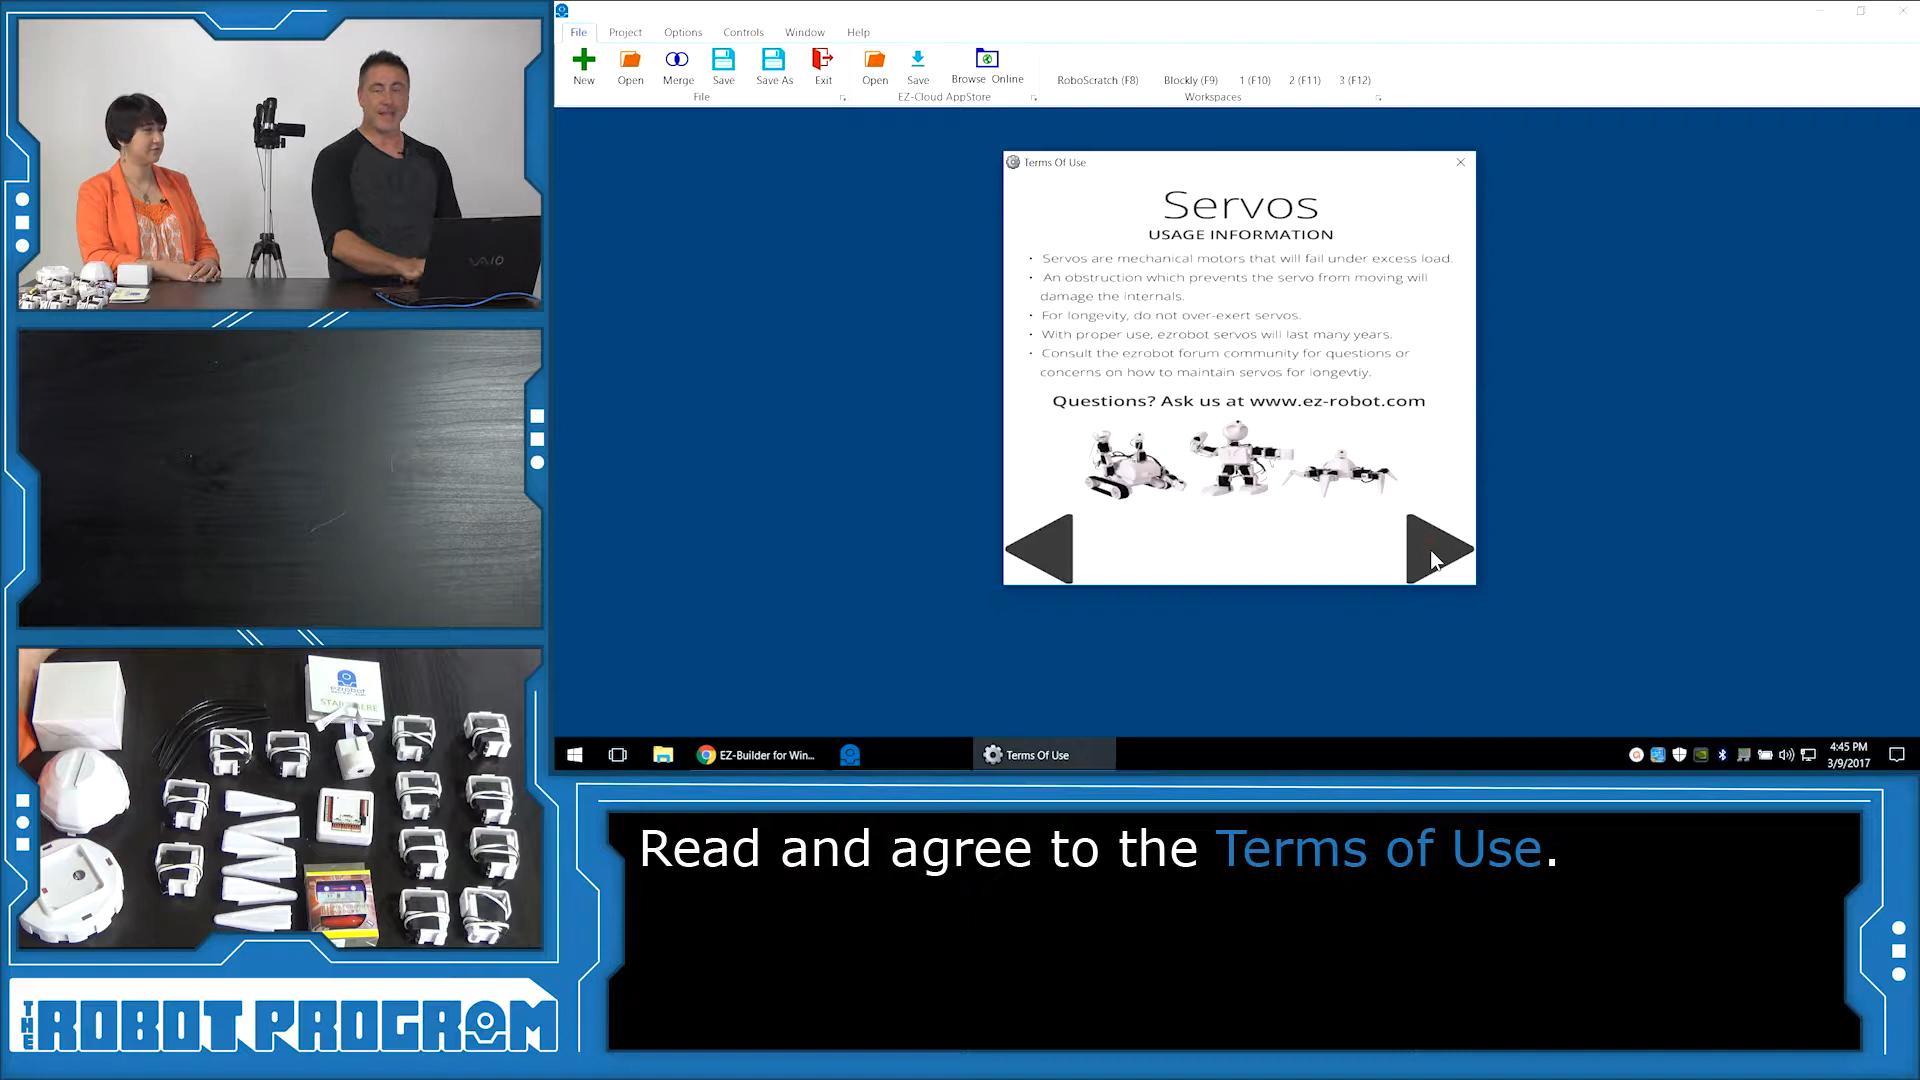 File Project Options Controls Window Help
New Open Merge Save Save As Exit Open Save Browse Online RoboScratch (F8) Blockly (F9) 1 (F10) 2 (F11) 3 (F12)
File EZ-Cloud AppStore Workspaces
Terms Of Use
Servos
USAGE INFORMATION
· Servos are mechanical motors that will fail under excess load.
· An obstruction which prevents the servo from moving will
damage the internals.
· For longevity, do not over-exert servos.
· With proper use, ezrobot servos will last many years.
· Consult the ezrobot forum community for questions or
concerns on how to maintain servos for longevtiy.
Questions? Ask us at www.ez-robot.com
VAIO
ezrobot
START HERE
EZ-Builder for Win...
Terms Of Use
4:45 PM
3/9/2017
Read and agree to the Terms of Use.
THE ROBOT PROGRAM